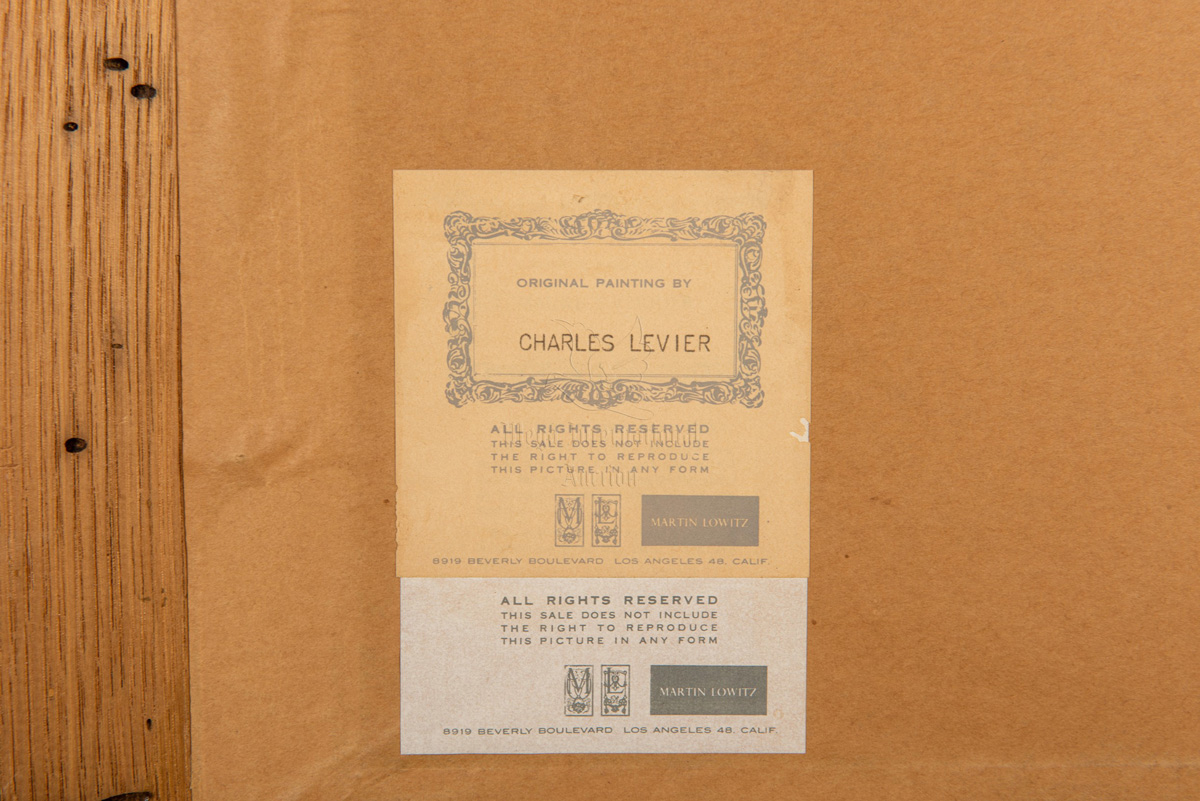 ORIGINAL PAINTING BY
CHARLES LEVIER
ALL RIGHTS RESERVED
THIS SALE DOES NOT INCLUDE
THE RIGHT TO REPRODUCE
THIS PICTURE IN ANY FORM
Auction
M L
MARTIN LOWITZ
8919 BEVERLY BOULEVARD LOS ANGELES 48, CALIF.
ALL RIGHTS RESERVED
THIS SALE DOES NOT INCLUDE
THE RIGHT TO REPRODUCE
THIS PICTURE IN ANY FORM
M L
MARTIN LOWITZ
8919 BEVERLY BOULEVARD LOS ANGELES 48, CALIF.